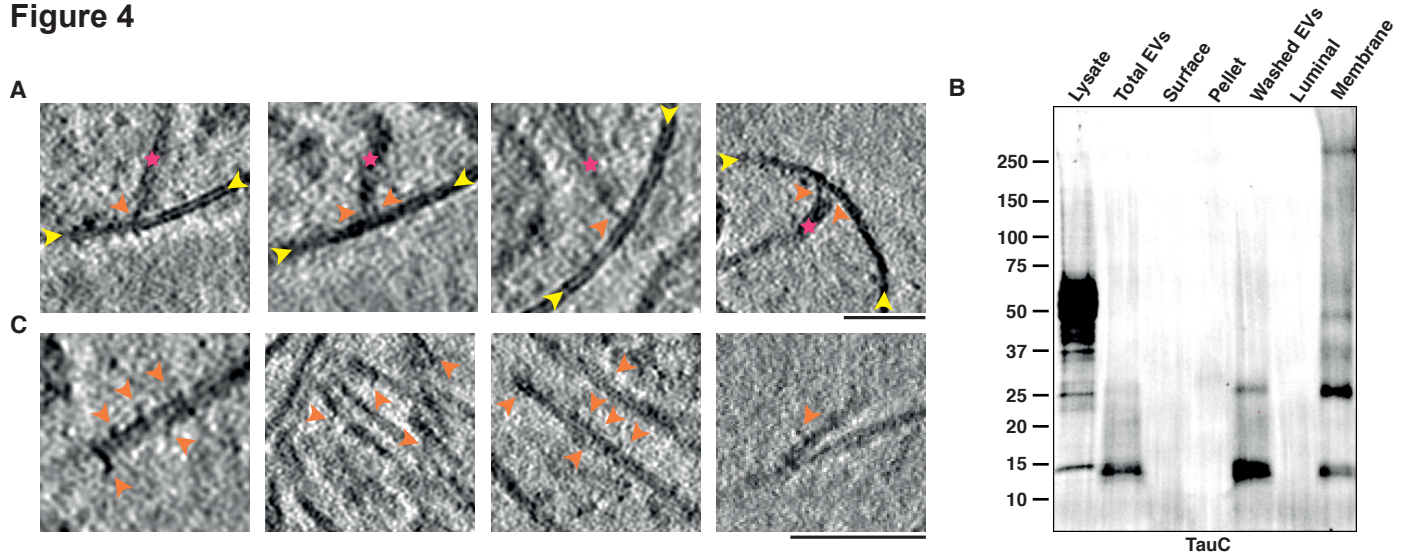 Figure 4
A
B
Lysate
Total EVs
Surface
Pellet
Washed EVs
Luminal
Membrane
250
150
100
75
50
37
25
20
15
10
TauC
C